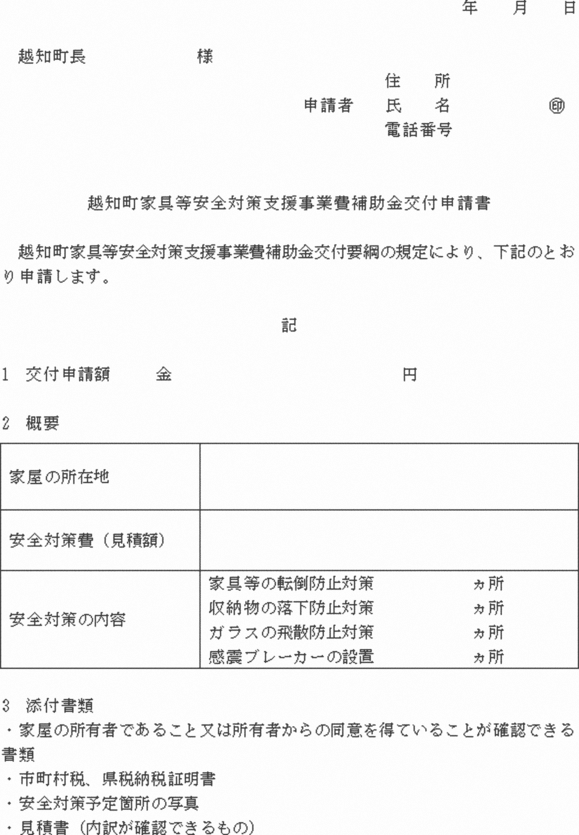 年　　月　　日
越知町長　　　　　　様
住　　所
申請者　　氏　　名　　　　　　㊞
電話番号
越知町家具等安全対策支援事業費補助金交付申請書
越知町家具等安全対策支援事業費補助金交付要綱の規定により、下記のとお
り申請します。
記
1　交付申請額　　金　　　　　　　　　　　　　円
2　概要
家屋の所在地
安全対策費（見積額）
安全対策の内容
家具等の転倒防止対策　　　　　　ヵ所
収納物の落下防止対策　　　　　　ヵ所
ガラスの飛散防止対策　　　　　　ヵ所
感震ブレーカーの設置　　　　　　ヵ所
3　添付書類
・家屋の所有者であること又は所有者からの同意を得ていることが確認できる
書類
・市町村税、県税納税証明書
・安全対策予定箇所の写真
・見積書（内訳が確認できるもの）